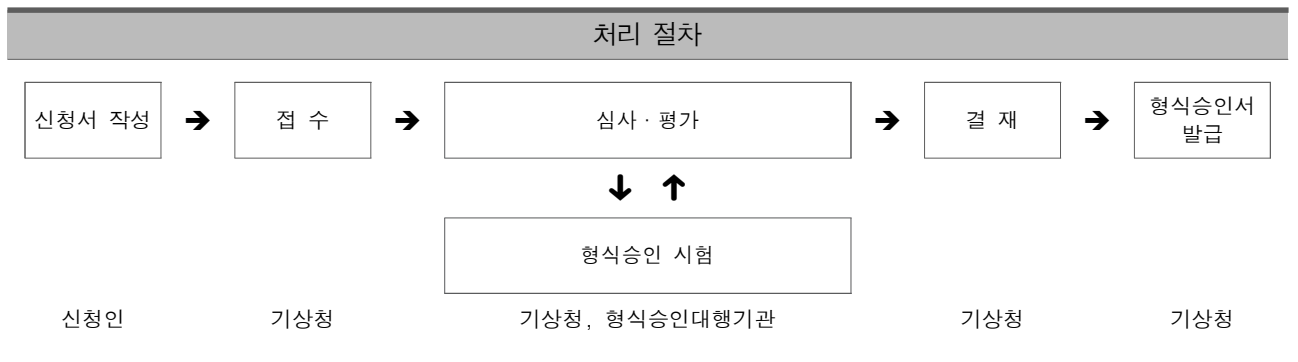 처리 절차
신청서 작성 ➔ 접 수 ➔ 심사ㆍ평가 ➔ 결 재 ➔ 형식승인서
발급
↓ ↑
형식승인 시험
신청인 기상청 기상청, 형식승인대행기관 기상청 기상청